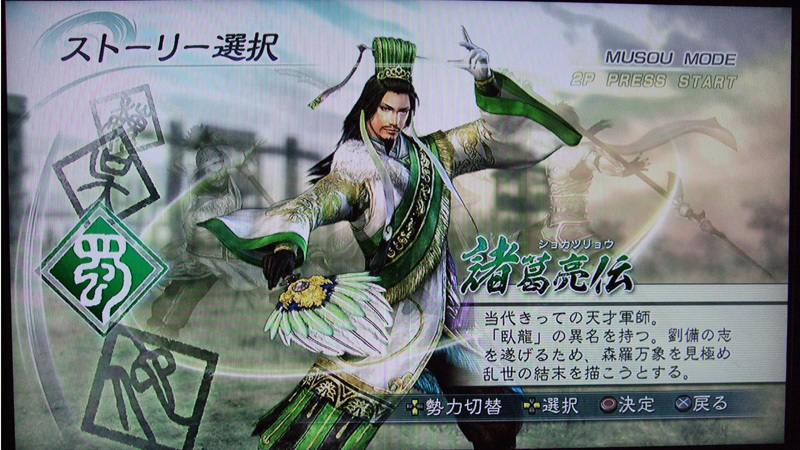 ストーリー選択
MUSOU MODE
2P PRESS START
蜀
ショカツリョウ
諸葛亮伝
当代きっての天才軍師。
「臥龍」の異名を持つ。劉備の志
を遂げるため、森羅万象を見極め
乱世の結末を描こうとする。
勢力切替 選択 決定 戻る